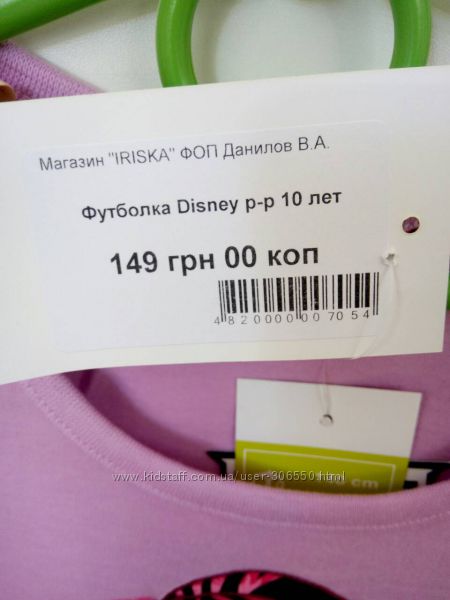 Магазин "IRISKA" ФОП Данилов В.А.
Футболка Disney р-р 10 лет
149 грн 00 коп
4820000007054
www.kidstaff.com.ua/user-306550.html
cm